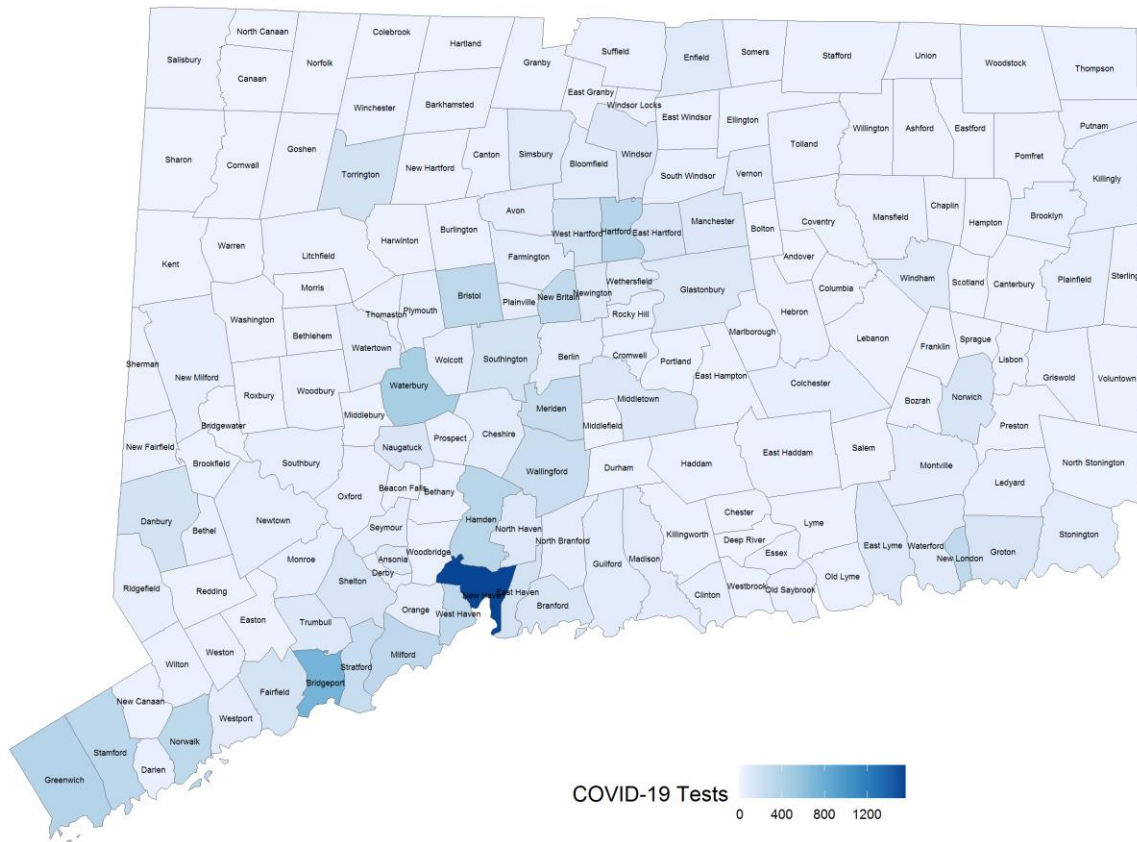 North Canaan
Colebrook
Hartland
Suffield
Enfield
Somers
Stafford
Union
Woodstock
Thompson
Salisbury
Canaan
Norfolk
Granby
East Granby
Winchester
Barkhamsted
Windsor Locks
East Windsor
Ellington
Willington
Ashford
Eastford
Putnam
Sharon
Cornwall
Goshen
Torrington
New Hartford
Canton
Simsbury
Bloomfield
Windsor
South Windsor
Vernon
Tolland
Pomfret
Killingly
Avon
West Hartford
Hartford
East Hartford
Manchester
Bolton
Coventry
Mansfield
Chaplin
Hampton
Brooklyn
Kent
Warren
Litchfield
Harwinton
Burlington
Farmington
Andover
Morris
Bristol
Plainville
New Britain
Newington
Wethersfield
Glastonbury
Columbia
Windham
Scotland
Canterbury
Plainfield
Sterling
Washington
Bethlehem
Thomaston
Plymouth
Rocky Hill
Marlborough
Hebron
Lebanon
Franklin
Sprague
Lisbon
Sherman
New Milford
Roxbury
Woodbury
Watertown
Wolcott
Southington
Berlin
Cromwell
Portland
East Hampton
Colchester
Bozrah
Norwich
Griswold
Voluntown
Waterbury
Middlebury
Meriden
Middletown
Middlefield
Preston
Bridgewater
New Fairfield
Brookfield
Southbury
Naugatuck
Prospect
Cheshire
Wallingford
Durham
Haddam
East Haddam
Salem
Montville
North Stonington
Ledyard
Danbury
Bethel
Newtown
Oxford
Beacon Falls
Bethany
Hamden
North Haven
Seymour
Woodbridge
North Branford
Guilford
Madison
Killingworth
Chester
Deep River
Essex
Lyme
East Lyme
Waterford
New London
Groton
Stonington
Monroe
Ansonia
Derby
Shelton
Ridgefield
Redding
Orange
West Haven
New Haven
East Haven
Branford
Clinton
Westbrook
Old Saybrook
Old Lyme
Easton
Trumbull
Milford
Stratford
Wilton
Weston
Bridgeport
Fairfield
New Canaan
Westport
Norwalk
Darien
Stamford
Greenwich
COVID-19 Tests
0 400 800 1200